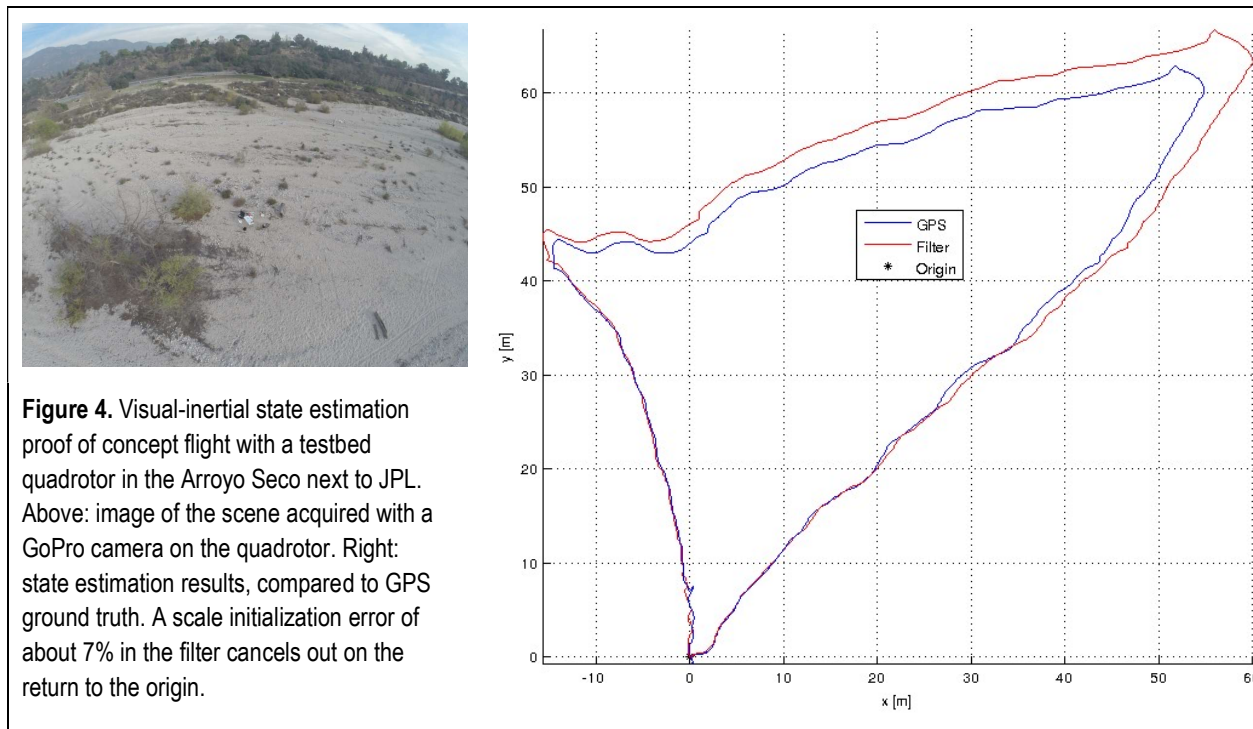 Figure 4. Visual-inertial state estimation
proof of concept flight with a testbed
quadrotor in the Arroyo Seco next to JPL.
Above: image of the scene acquired with a
GoPro camera on the quadrotor. Right:
state estimation results, compared to GPS
ground truth. A scale initialization error of
about 7% in the filter cancels out on the
return to the origin.
60
50
40
30
20
10
0
y [m]
GPS
Filter
Origin
-10 0 10 20 30 40 50 60
x [m]